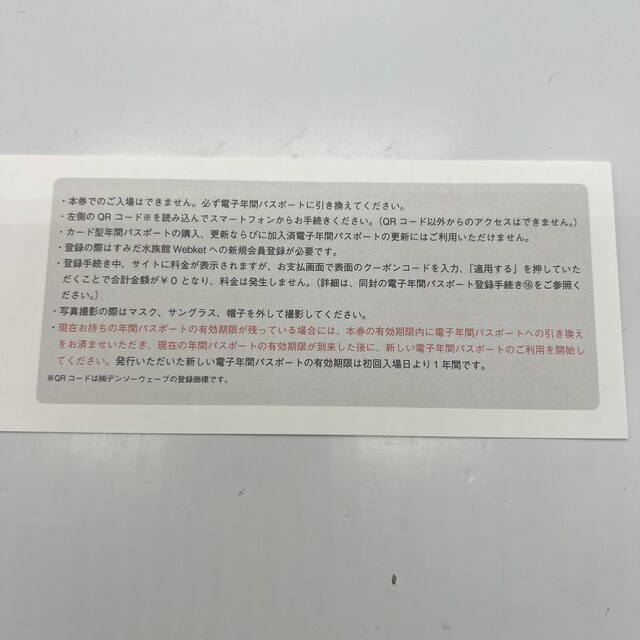 ・本券でのご入場はできません。必ず電子年間パスポートに引き換えてください。
・左側のQRコード※を読み込んでスマートフォンからお手続きください。（QRコード以外からのアクセスはできません。）
・カード型年間パスポートの購入、更新ならびに加入済電子年間パスポートの更新にはご利用いただけません。
・登録の際はすみだ水族館 Webket への新規会員登録が必要です。
・登録手続き中、サイトに料金が表示されますが、お支払画面で表面のクーポンコードを入力、「適用する」を押していた
だくことで合計金額が￥0となり、料金は発生しません。（詳細は、同封の電子年間パスポート登録手続き⑯をご参照く
ださい。）
・写真撮影の際はマスク、サングラス、帽子を外して撮影してください。
・現在お持ちの年間パスポートの有効期限が残っている場合には、本券の有効期限内に電子年間パスポートへの引き換え
をお済ませいただき、現在の年間パスポートの有効期限が到来した後に、新しい電子年間パスポートのご利用を開始し
てください。発行いただいた新しい電子年間パスポートの有効期限は初回入場日より1年間です。
※QRコードは㈱デンソーウェーブの登録商標です。